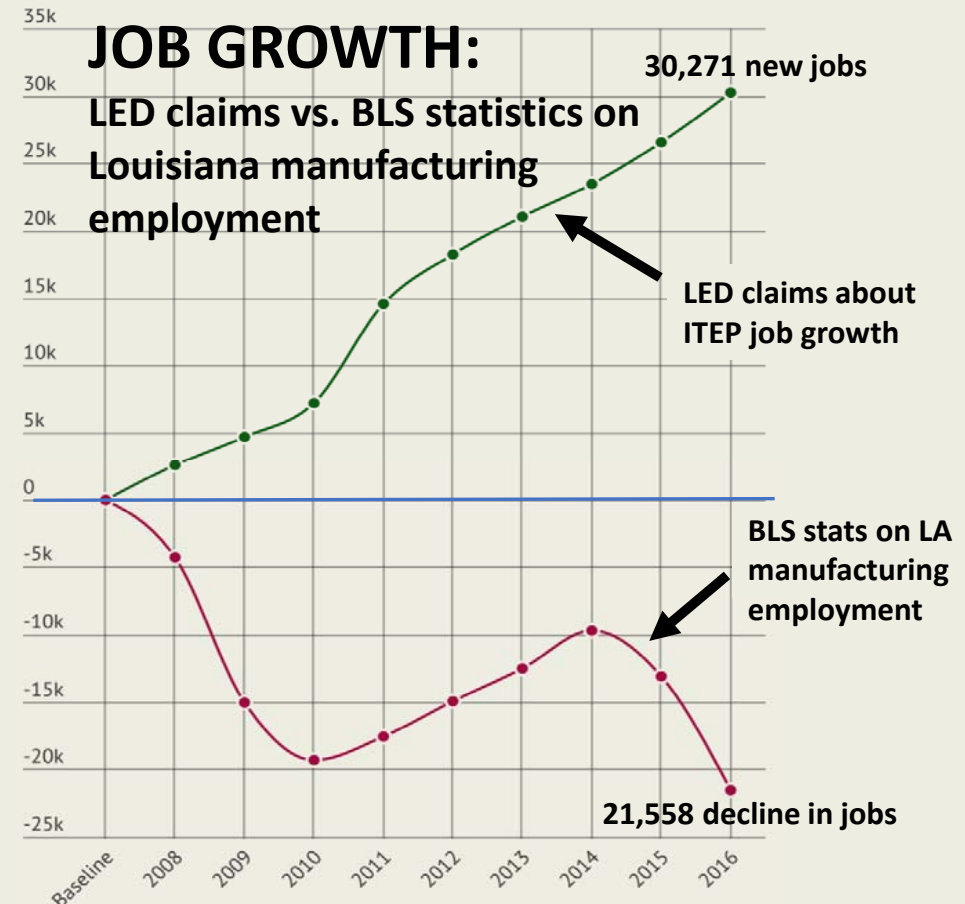 JOB GROWTH:
LED claims vs. BLS statistics on
Louisiana manufacturing
employment
30,271 new jobs
LED claims about
ITEP job growth
BLS stats on LA
manufacturing
employment
21,558 decline in jobs
35k
30k
25k
20k
15k
10k
5k
0
-5k
-10k
-15k
-20k
-25k
Baseline
2008
2009
2010
2011
2012
2013
2014
2015
2016